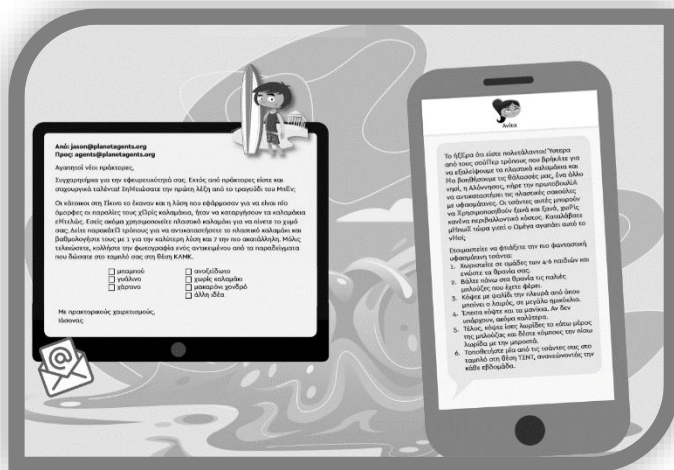 Από: jason@planetagents.org
Προς: agents@planetagents.org
Αγαπητοί νέοι πράκτορες,
Συγχαρητήρια για την εφευρετικότητά σας. Εκτός από πράκτορες είστε και
στιχουργικά ταλέντα! ΣηΜειώσατε την πρώτη λέξη από το τραγούδι του ΜισΕν;
Οι κάτοικοι στη Σίκινο το έκαναν και η λύση που εφάρμοσαν για να είναι πιο
όμορφες οι παραλίες τους χΩρίς καλαμάκια, ήταν να καταργήσουν τα καλαμάκια
εΝτελώς. Εσείς ακόμα χρησιμοποιείτε πλαστικό καλαμάκι για να πίνετε το χυμό
σας; Δείτε παρακάτΩ τρόπους για να αντικαταστήσετε το πλαστικό καλαμάκι και
βαθμολογήστε τους με 1 για την καλύτερη λύση και 7 την πιο ακατάλληλη. Μόλις
τελειώσετε, κολλήστε την φωτογραφία ενός αντικειμένου από τα παραδείγματα
που δώσατε στο ταμπλό σας στη θέση ΚΑΜΚ.
μπαμπού
γυάλινο
χάρτινο
ανοξείδωτο
χωρίς καλαμάκι
μακαρόνι χονδρό
άλλη ιδέα
Με πρακτορικούς χαιρετισμούς,
Ιάσονας
Ανίκα
Το ήξΕρα ότι είστε πολυτάλαντοι! Ύστερα
από τους σούΠερ τρόπους που βρήκΑτε για
να εξαλείψουμε τα πλαστικά καλαμάκια και
Να βοηθήσουμε τις θάλασσές μας, ένα άλλο
νησί, η Αλόννησος, πήρε την πρωτοβουλίΑ
να αντικαταστήσει τις πλαστικές σακούλες
με υφασμάτινες. Οι τσάντες αυτές μπορούν
να Χρησιμοποιηθούν ξανά και ξανά, χωΡίς
κανένα περιβαλλοντικό κόστος. Καταλάβατε
μΗπωΣ τώρα γιατί ο Ωμέγα αγαπάει αυτό το
νΗσί;
Ετοιμαστείτε να φτιάξετε την πιο φανταστική
υφασμάτινη τσάντα:
1. Χωριστείτε σε ομάδες των 4-6 παιδιών και
ενώστε τα θρανία σας.
2. Βάλτε πάνω στα θρανία τις παλιές
μπλούζες που έχετε φέρει.
3. Κόψτε με ψαλίδι την πλευρά από όπου
μπαίνει ο λαιμός, σε μεγάλο ημικύκλιο.
4. Έπειτα κόψτε και τα μανίκια. Αν δεν
υπάρχουν, ακόμα καλύτερα.
5. Τέλος, κόψτε ίσες λωρίδες το κάτω μέρος
της μπλούζας και δέστε κόμπους την πίσω
λωρίδα με την μπροστά.
6. Τοποθετήστε μία από τις τσάντες σας στο
ταμπλό στη θέση ΤΕΝΤ, ανανεώνοντάς την
κάθε εβδομάδα.